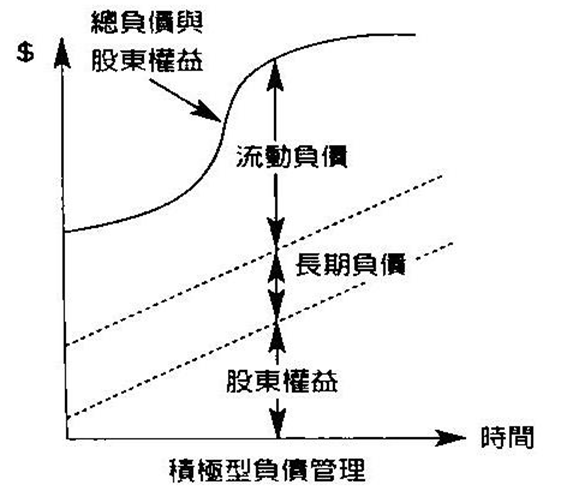 總負債與
股東權益
$
流動負債
長期負債
股東權益
時間
積極型負債管理